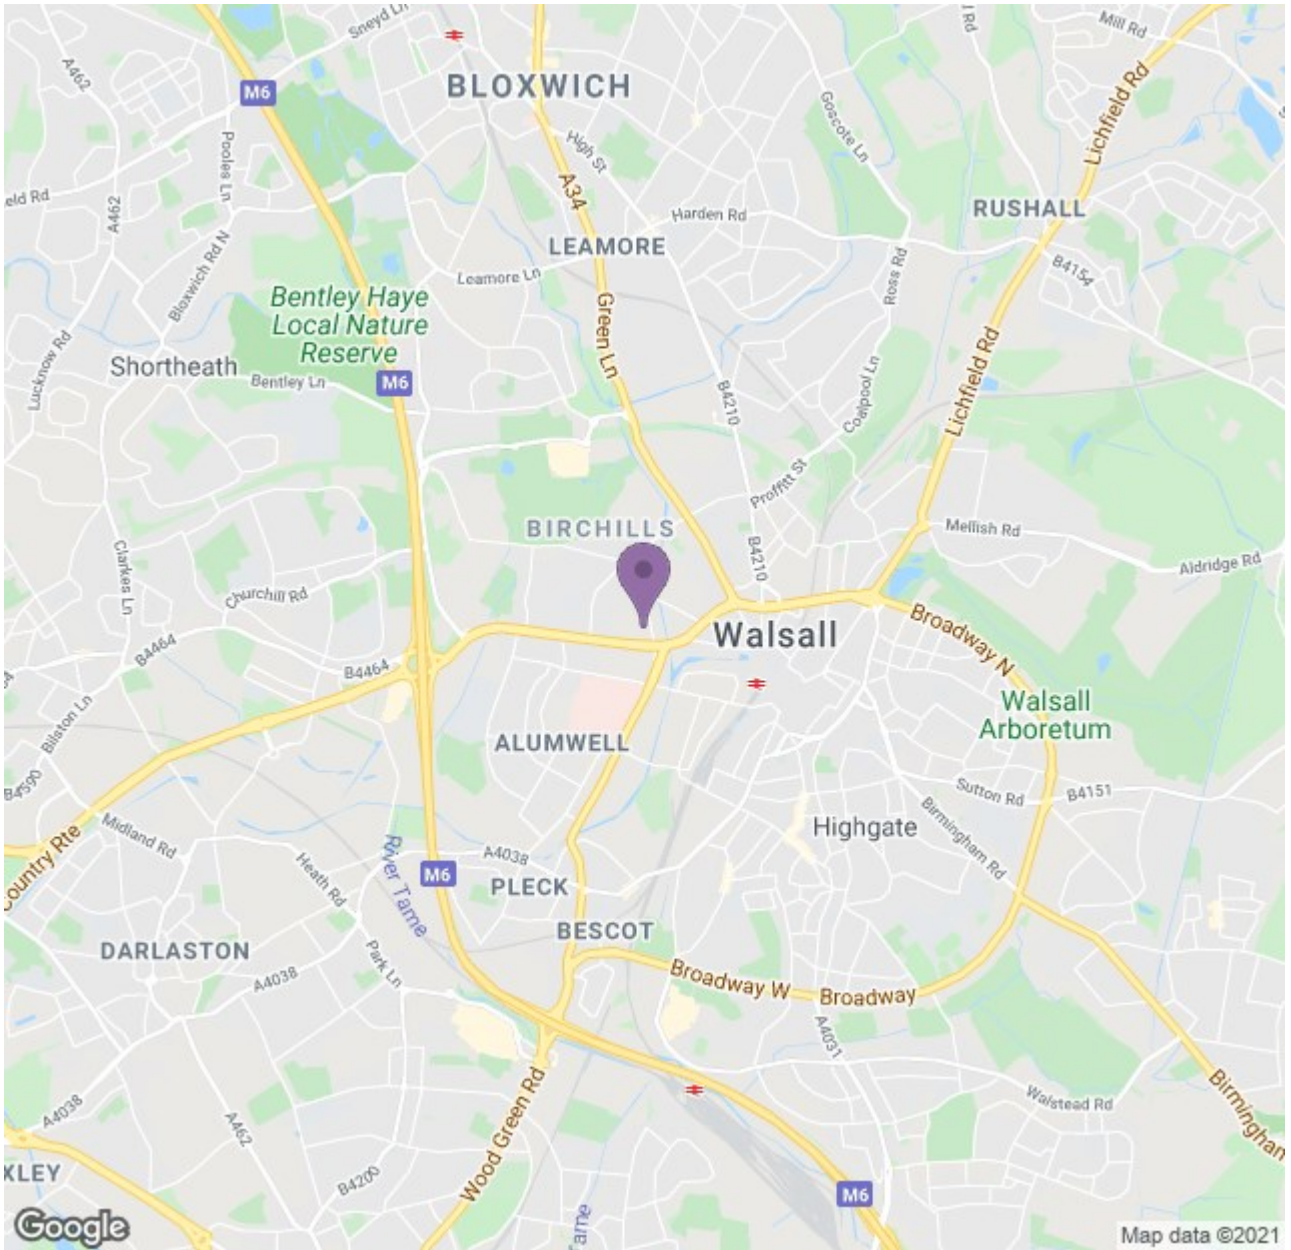 Sneyd Ln
Mill Rd
A462
M6
BLOXWICH
Lichfield Rd
Goscote Ln
High St
Pooles Ln
A34
eld Rd
A462
Harden Rd
RUSHALL
LEAMORE
Bloxwich Rd N
Leamore Ln
Ross Rd
B4154
Bentley Haye
Local Nature
Reserve
Green Ln
Lucknow Rd
Shortheath
Bentley Ln
M6
B4210
Coalpool Ln
Lichfield Rd
Proffitt St
BIRCHILLS
Mellish Rd
Aldridge Rd
Clarkes Ln
Churchill Rd
B4210
Broadway N
Walsall
B4464
B4464
Bilston Ln
Walsall
Arboretum
ALUMWELL
B4590
Sutton Rd
B4151
Birmingham Rd
Highgate
Country Rte
Midland Rd
Heath Rd
River Tame
A4038
M6
PLECK
BESCOT
DARLASTON
Park Ln
A4038
Broadway W
Broadway
A4031
Walstead Rd
Birmingham
A4038
A462
Wood Green Rd
XLEY
B4200
M6
Tame
Google
Map data ©2021